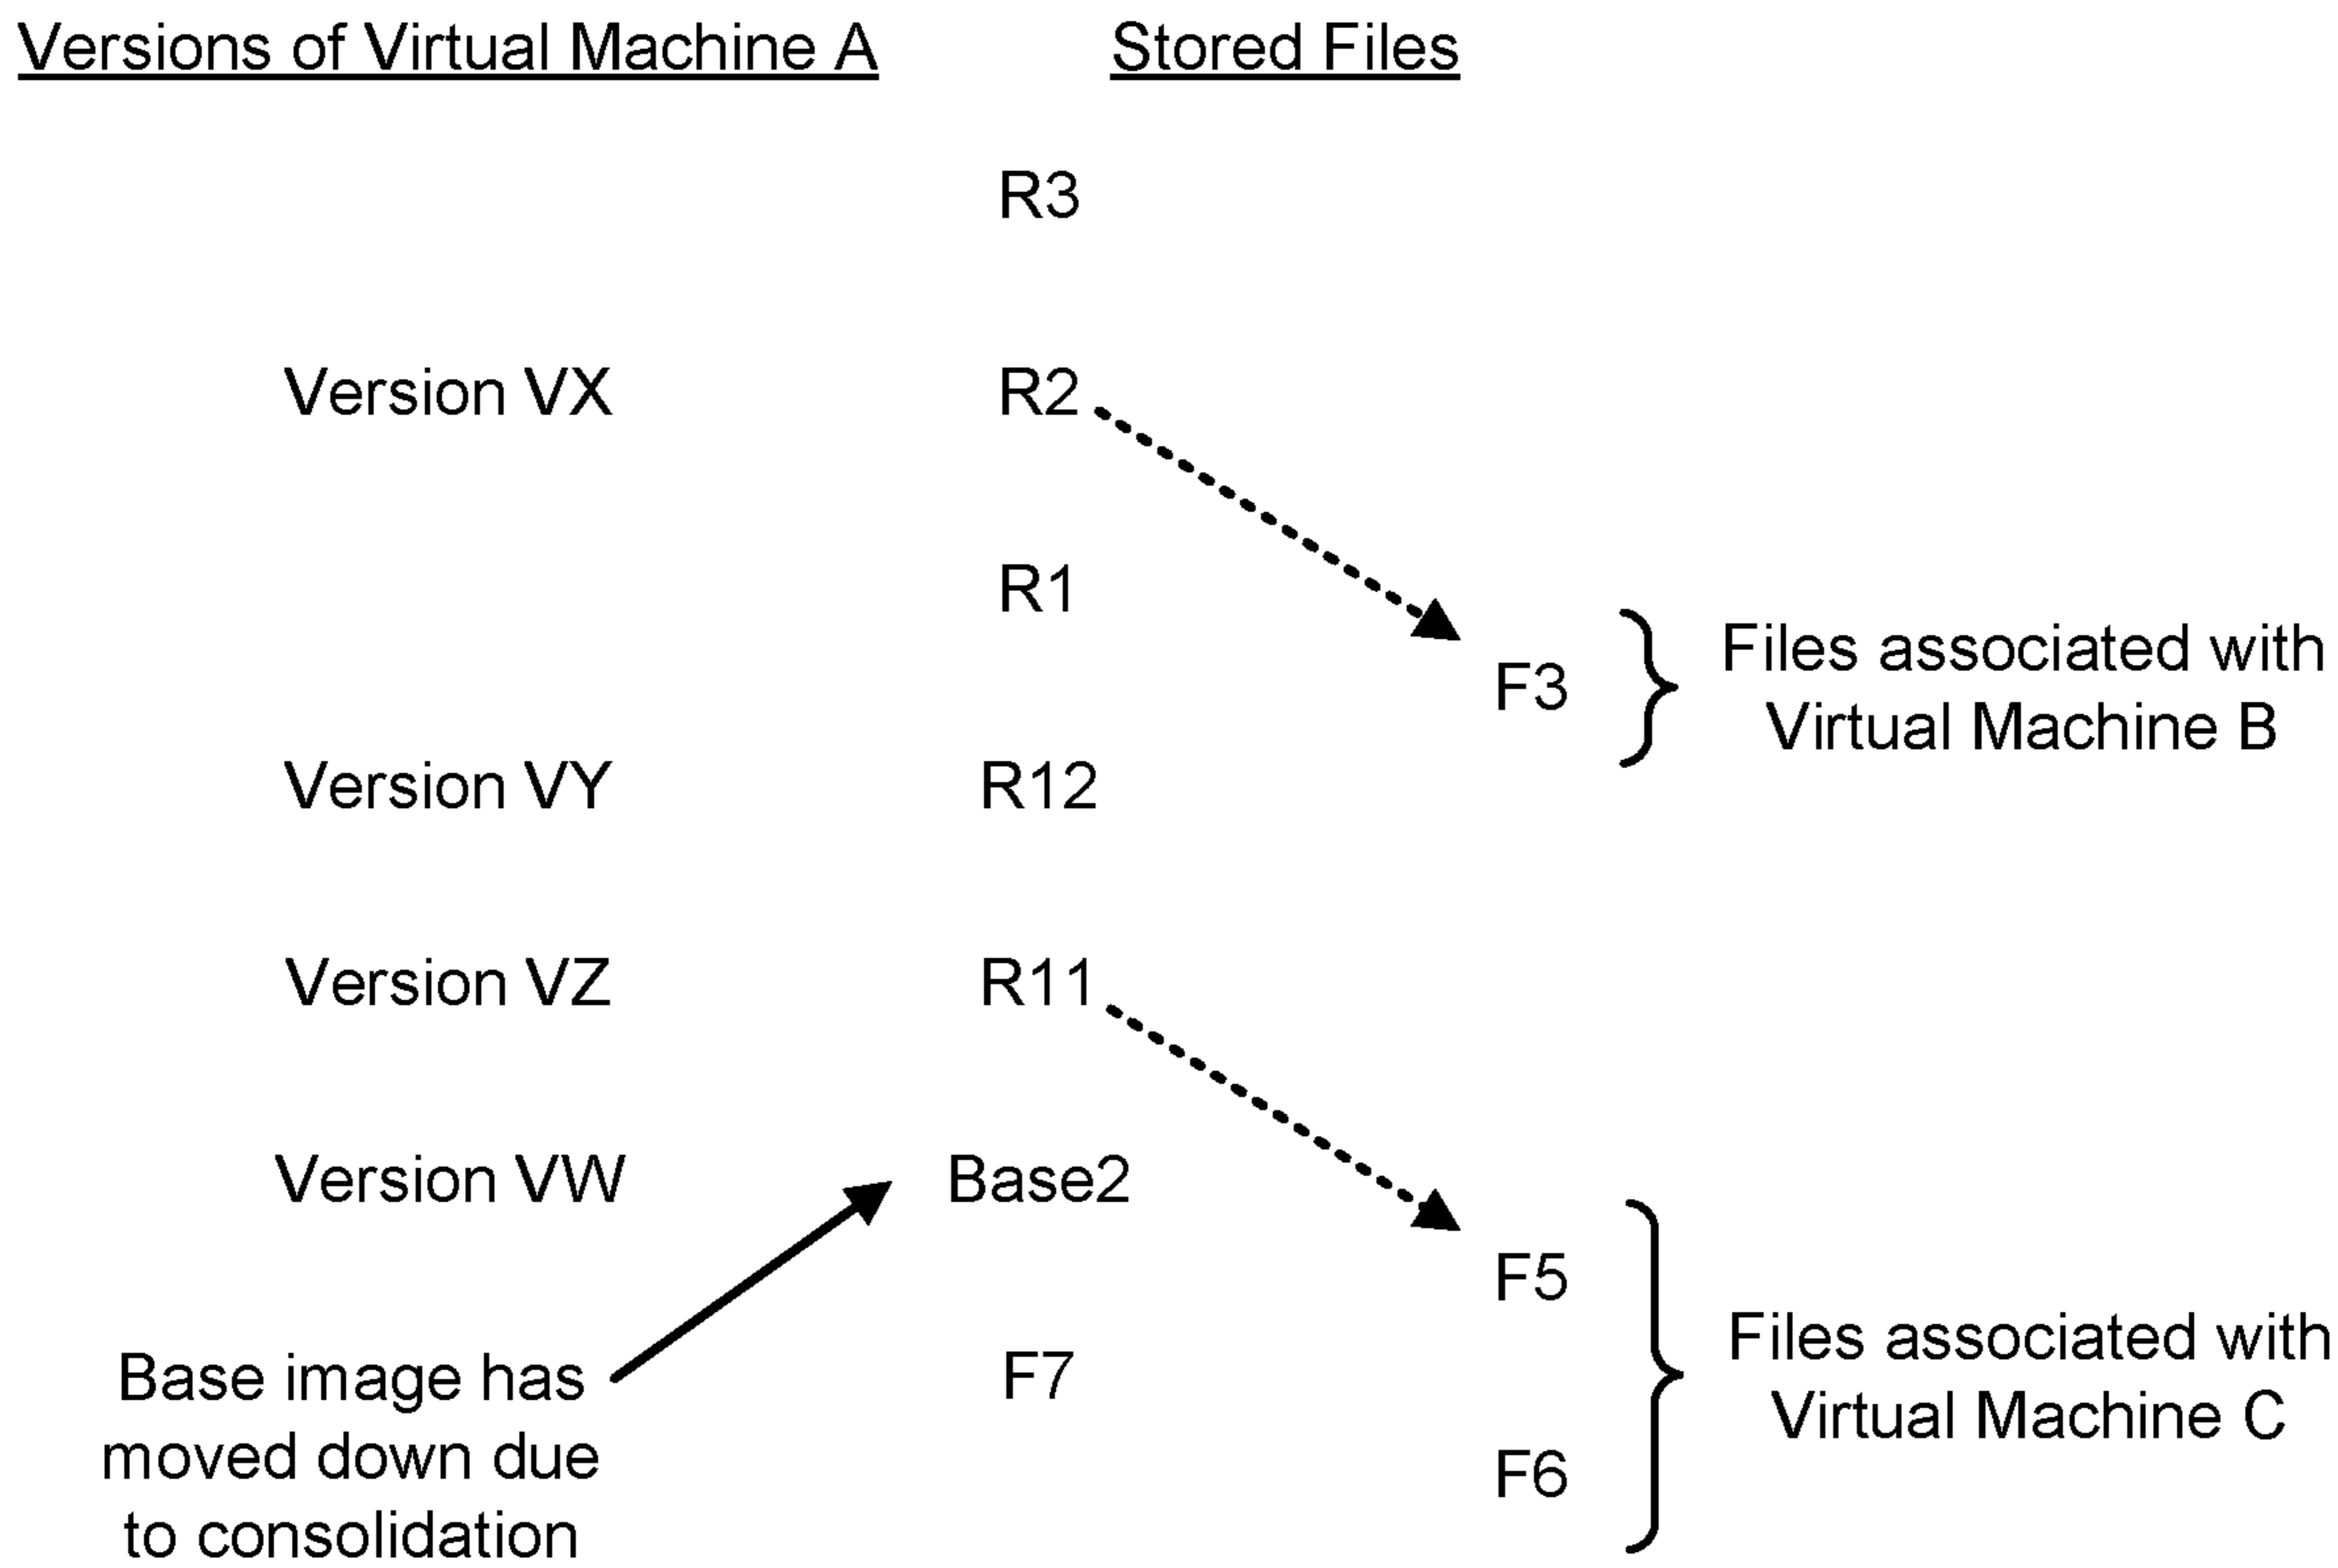 Versions of Virtual Machine A
Stored Files
R3
Version VX
R2
R1
Files associated with
Virtual Machine B
F3
Version VY
R12
Version VZ
R11
Version VW
Base2
F5
Files associated with
Virtual Machine C
Base image has
moved down due
to consolidation
F7
F6